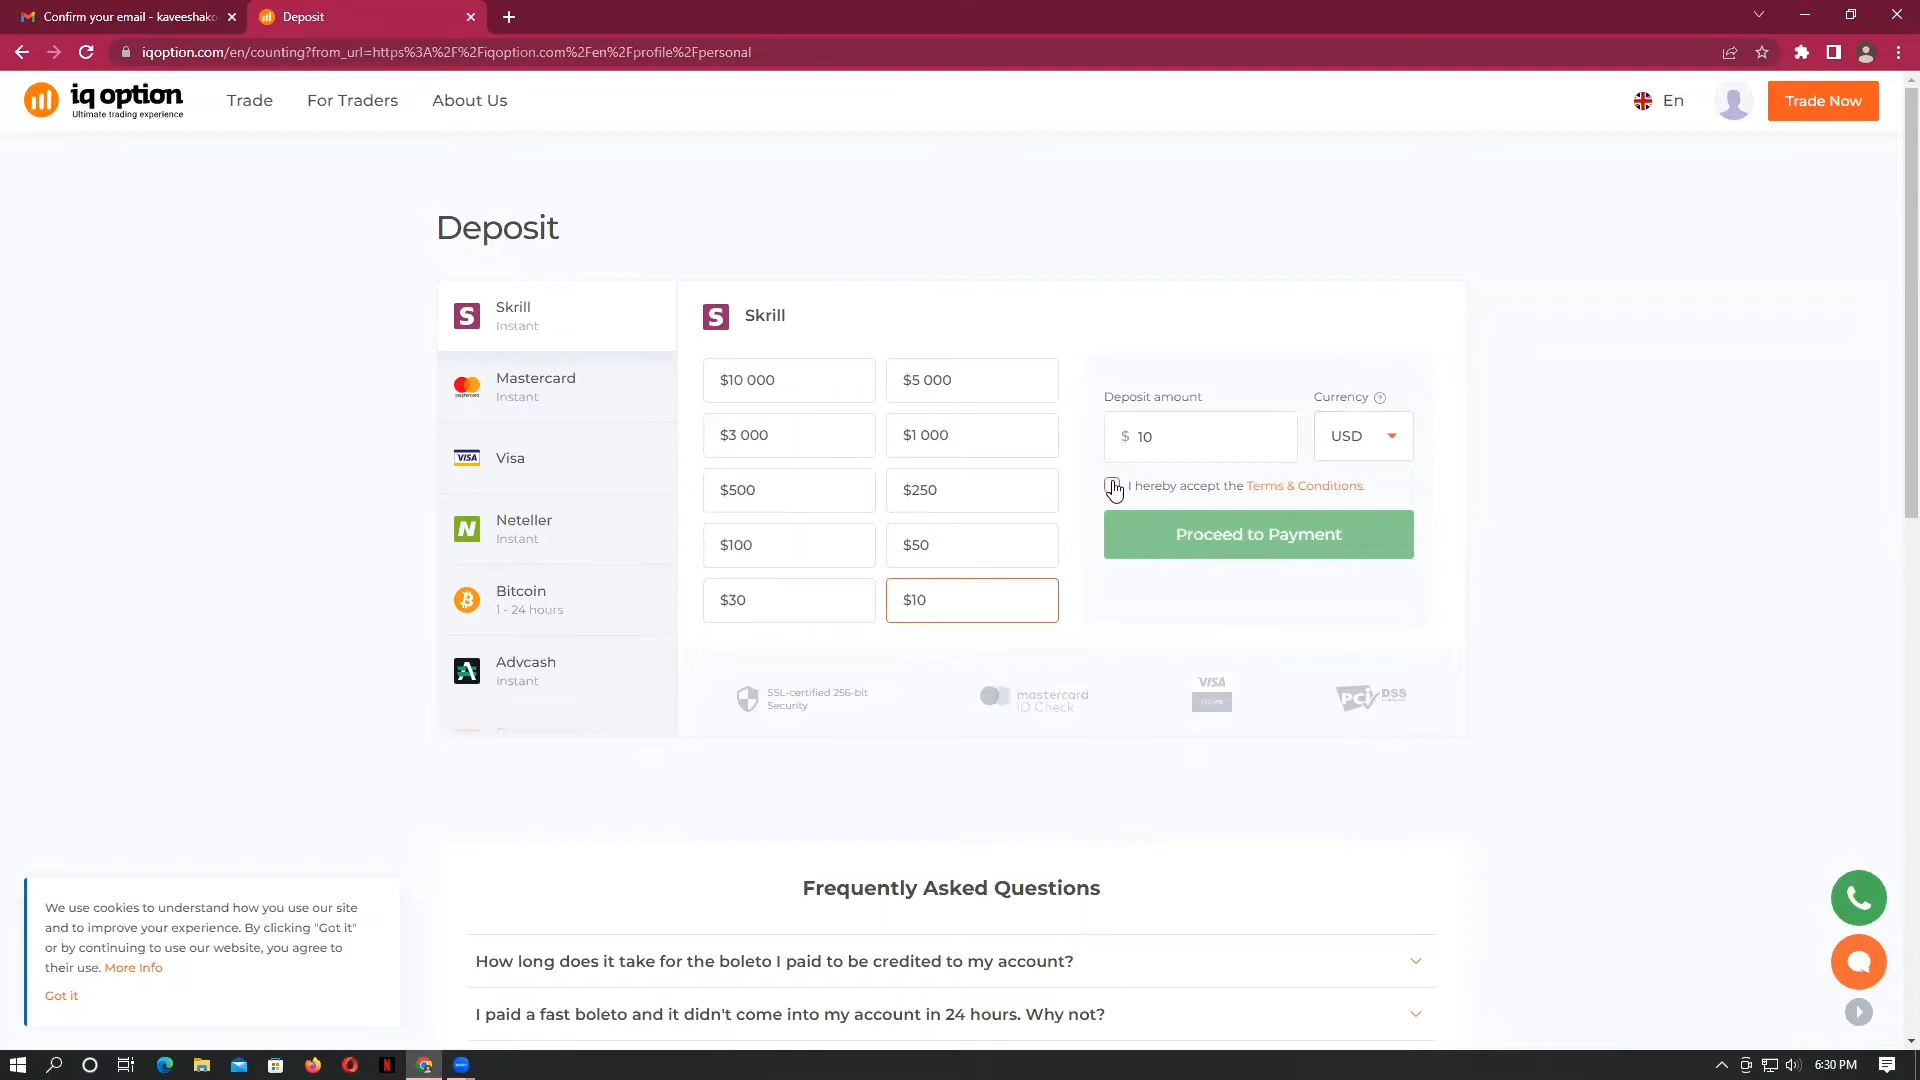 Confirm your email - kaveeshako
Deposit
iqoption.com/en/counting?from_url=https%3A%2F%2Fiqoption.com%2Fen%2Fprofile%2Fpersonal
iq option
Ultimate trading experience
Trade
For Traders
About Us
En
Trade Now
Deposit
Skrill
Instant
Mastercard
Instant
Visa
Neteller
Instant
Bitcoin
1 - 24 hours
Advcash
Instant
Skrill
$10 000
$5 000
$3 000
$1 000
$500
$250
$100
$50
$30
$10
Deposit amount
Currency ?
$ 10
USD
I hereby accept the Terms & Conditions.
Proceed to Payment
SSL-certified 256-bit
Security
mastercard
ID Check
VISA
SECURE
PCI DSS
Frequently Asked Questions
How long does it take for the boleto I paid to be credited to my account?
I paid a fast boleto and it didn't come into my account in 24 hours. Why not?
We use cookies to understand how you use our site
and to improve your experience. By clicking "Got it"
or by continuing to use our website, you agree to
their use. More Info
Got it
6:30 PM